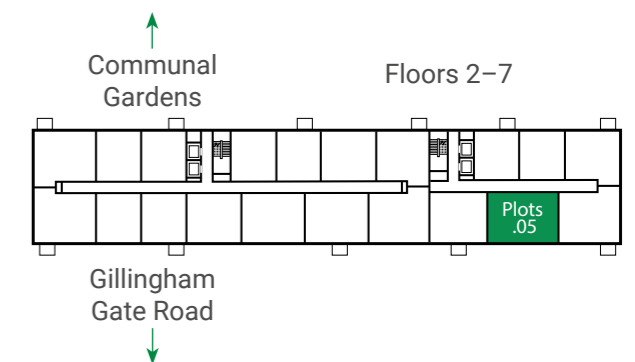 Communal
Gardens
Floors 2–7
Plots
.05
Gillingham
Gate Road